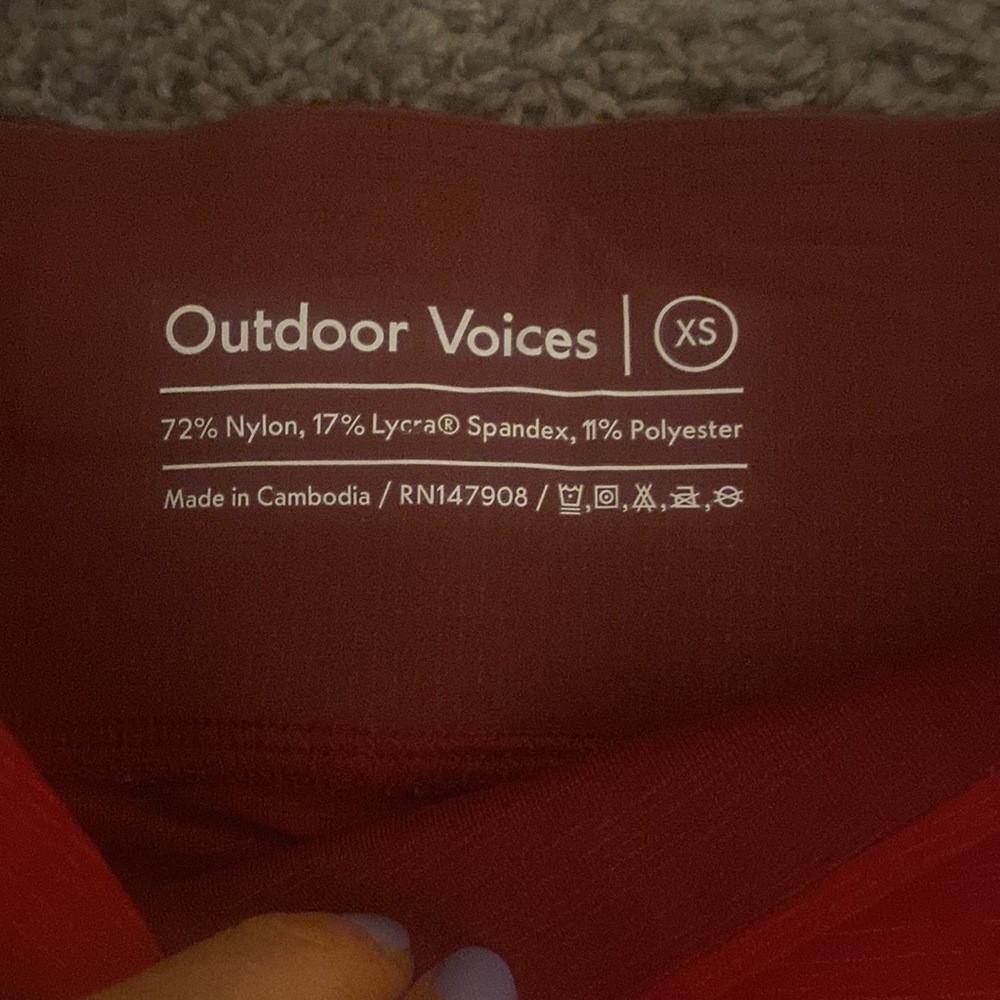 Outdoor Voices | XS
72% Nylon, 17% Lycra® Spandex, 11% Polyester
Made in Cambodia / RN147908 /